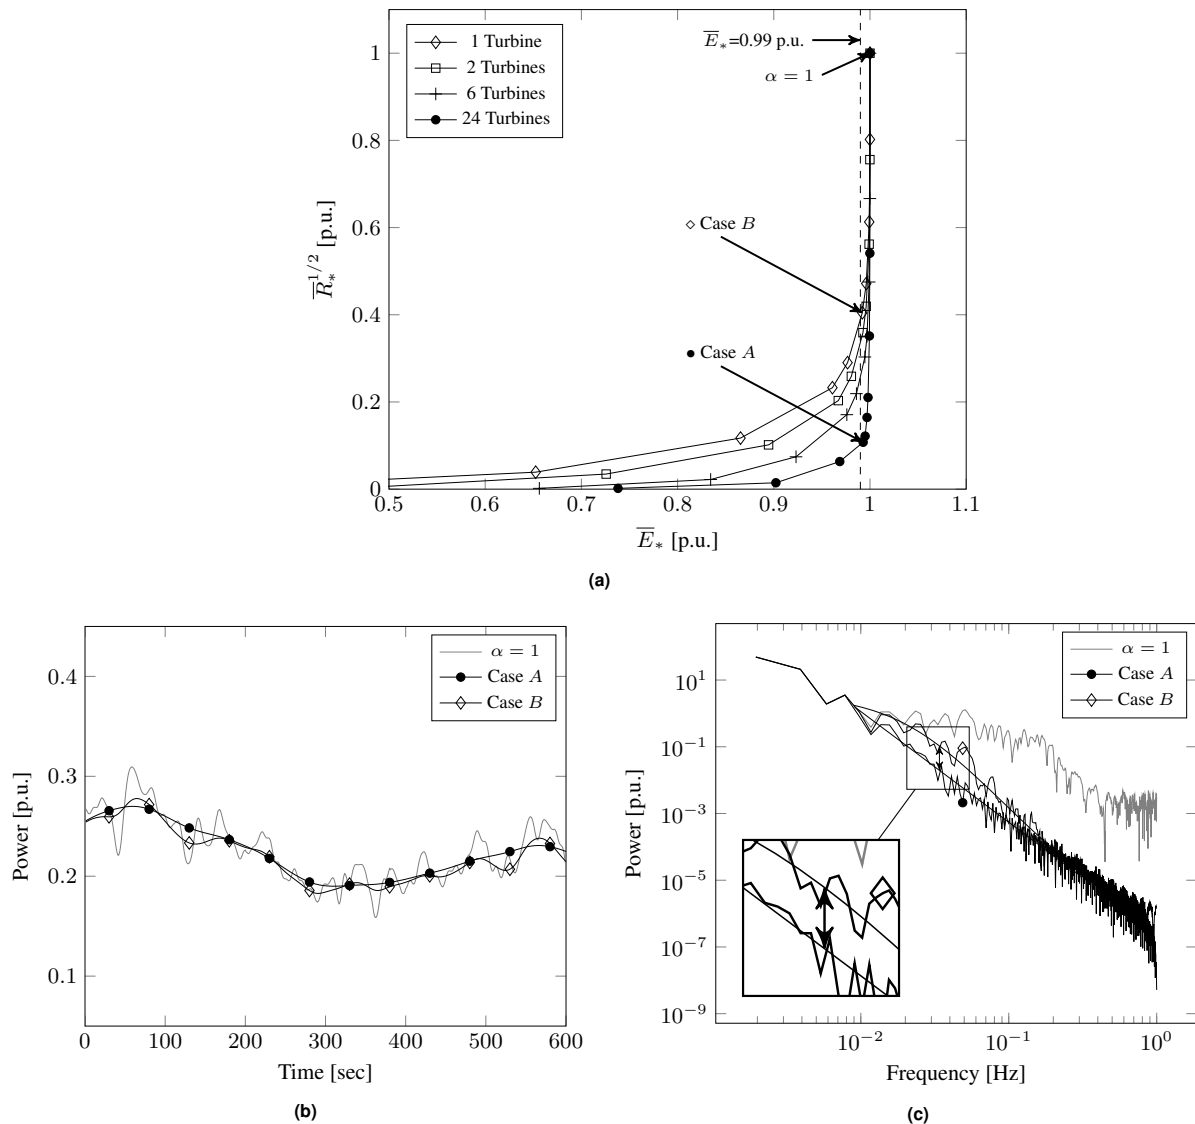 1 Turbine
2 Turbines
6 Turbines
24 Turbines
E̅*=0.99 p.u.
α = 1
Case B
Case A
1
0.8
0.6
0.4
0.2
0
0.5 0.6 0.7 0.8 0.9 1 1.1
R̅*^{1/2} [p.u.]
E̅* [p.u.]
(a)
α = 1
Case A
Case B
0.4
0.3
0.2
0.1
0 100 200 300 400 500 600
Power [p.u.]
Time [sec]
(b)
α = 1
Case A
Case B
10^1
10^−1
10^−3
10^−5
10^−7
10^−9
10^−2 10^−1 10^0
Power [p.u.]
Frequency [Hz]
(c)